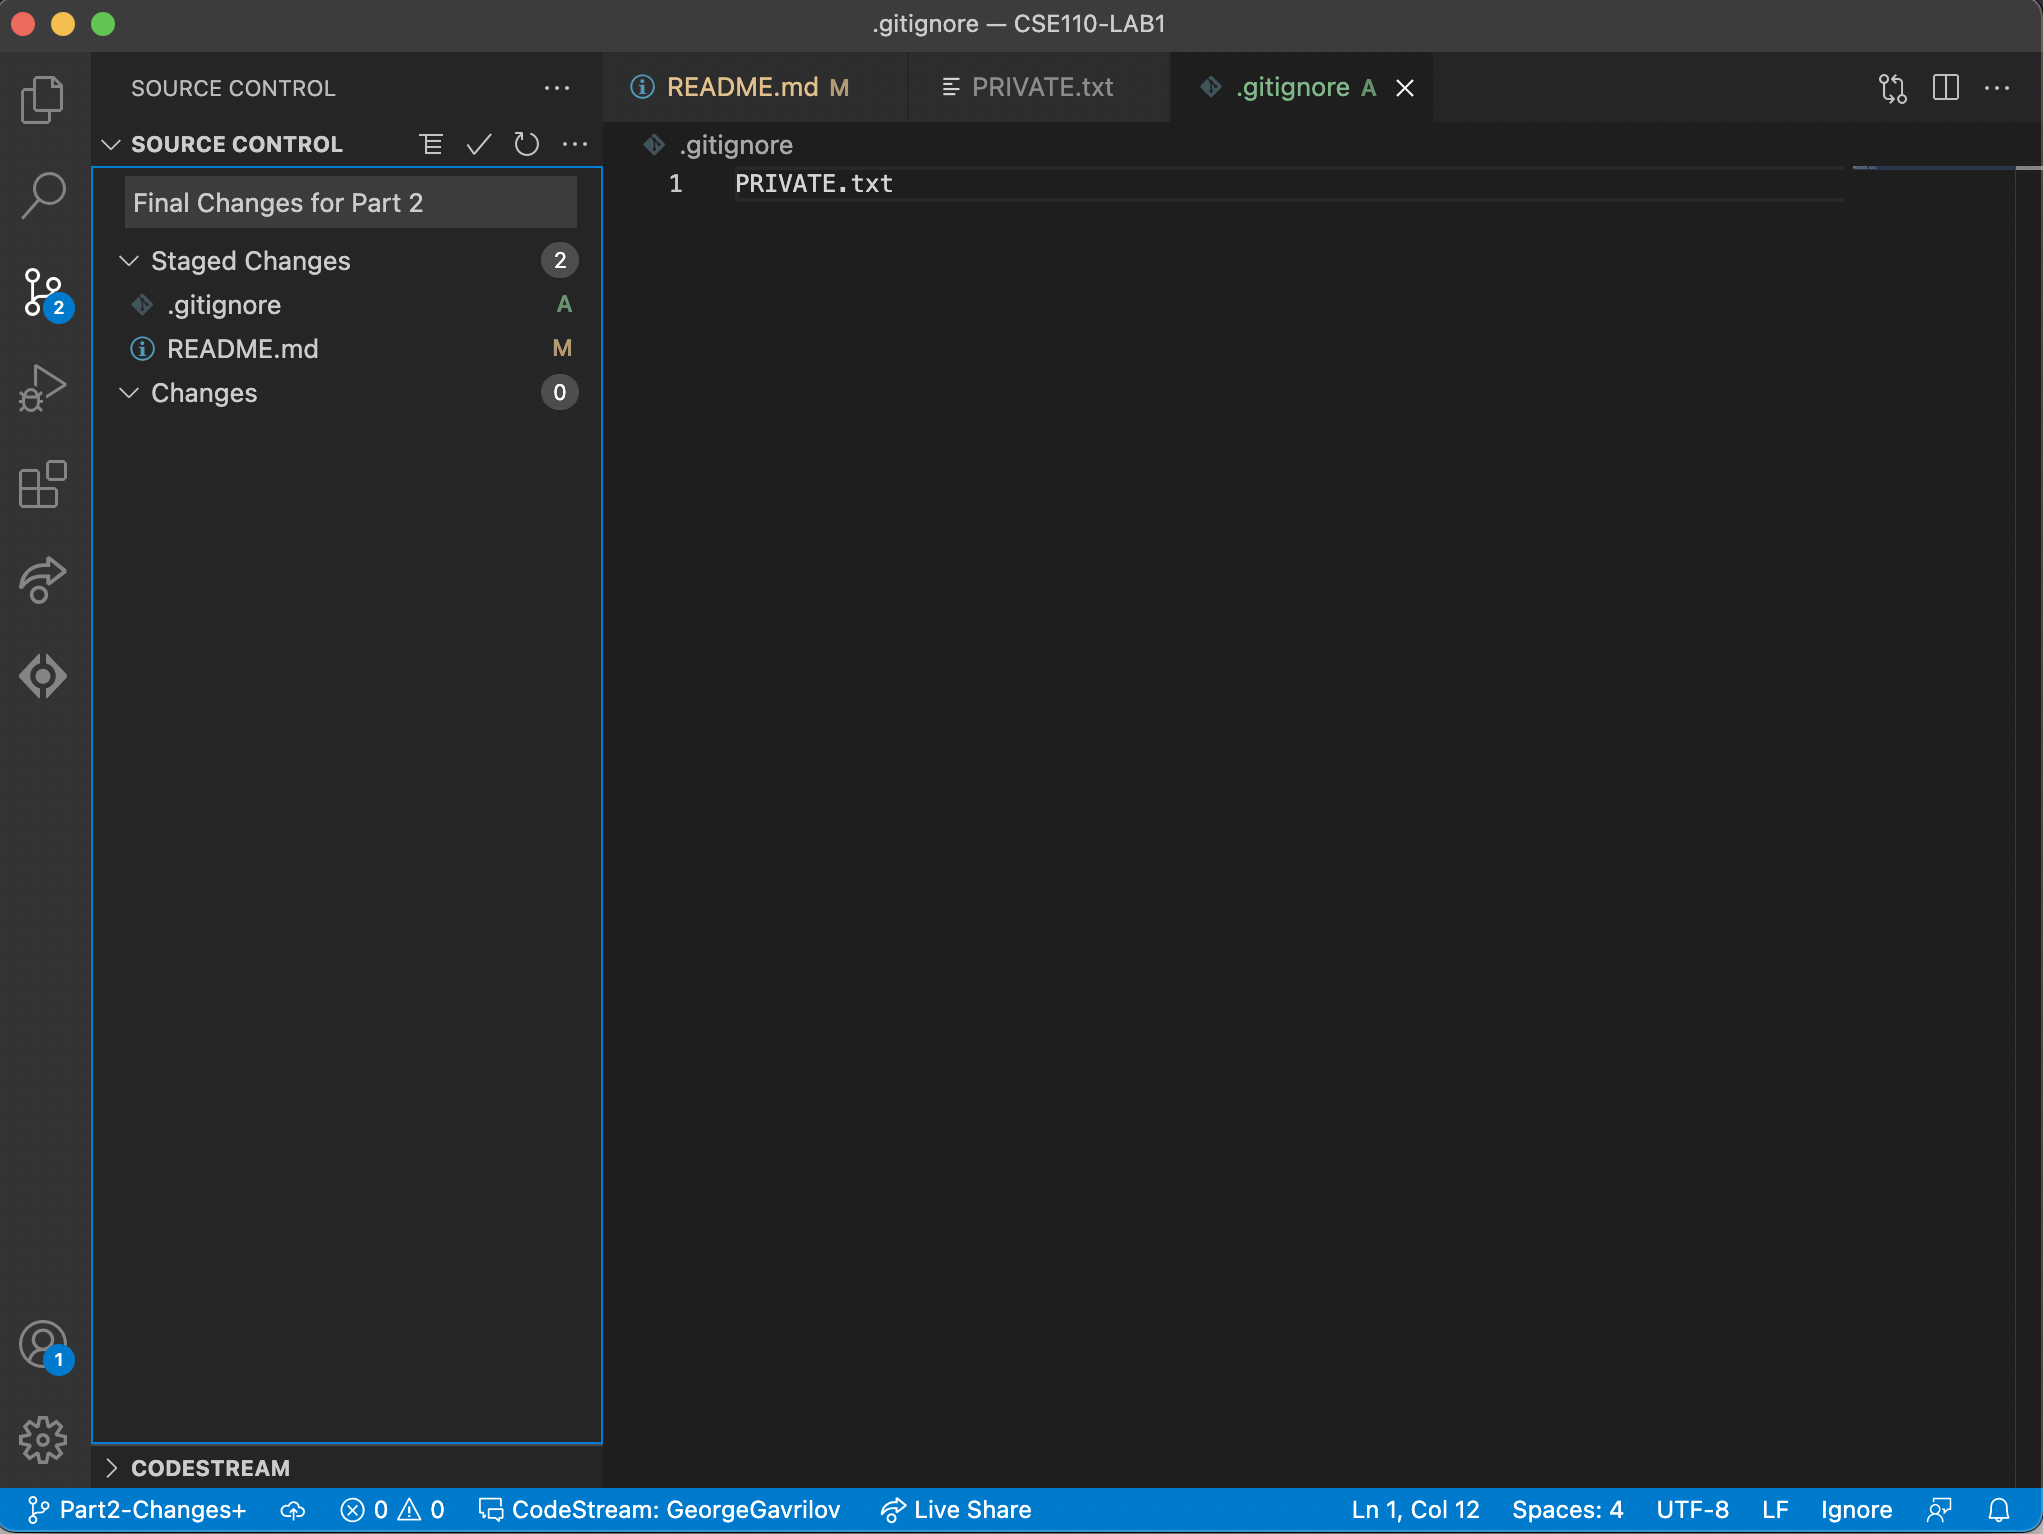 .gitignore — CSE110-LAB1
SOURCE CONTROL
README.md M
PRIVATE.txt
.gitignore A
SOURCE CONTROL
.gitignore
1 PRIVATE.txt
Final Changes for Part 2
Staged Changes 2
.gitignore A
README.md M
Changes 0
2
1
CODESTREAM
Part2-Changes+ 0 0 CodeStream: GeorgeGavrilov Live Share Ln 1, Col 12 Spaces: 4 UTF-8 LF Ignore